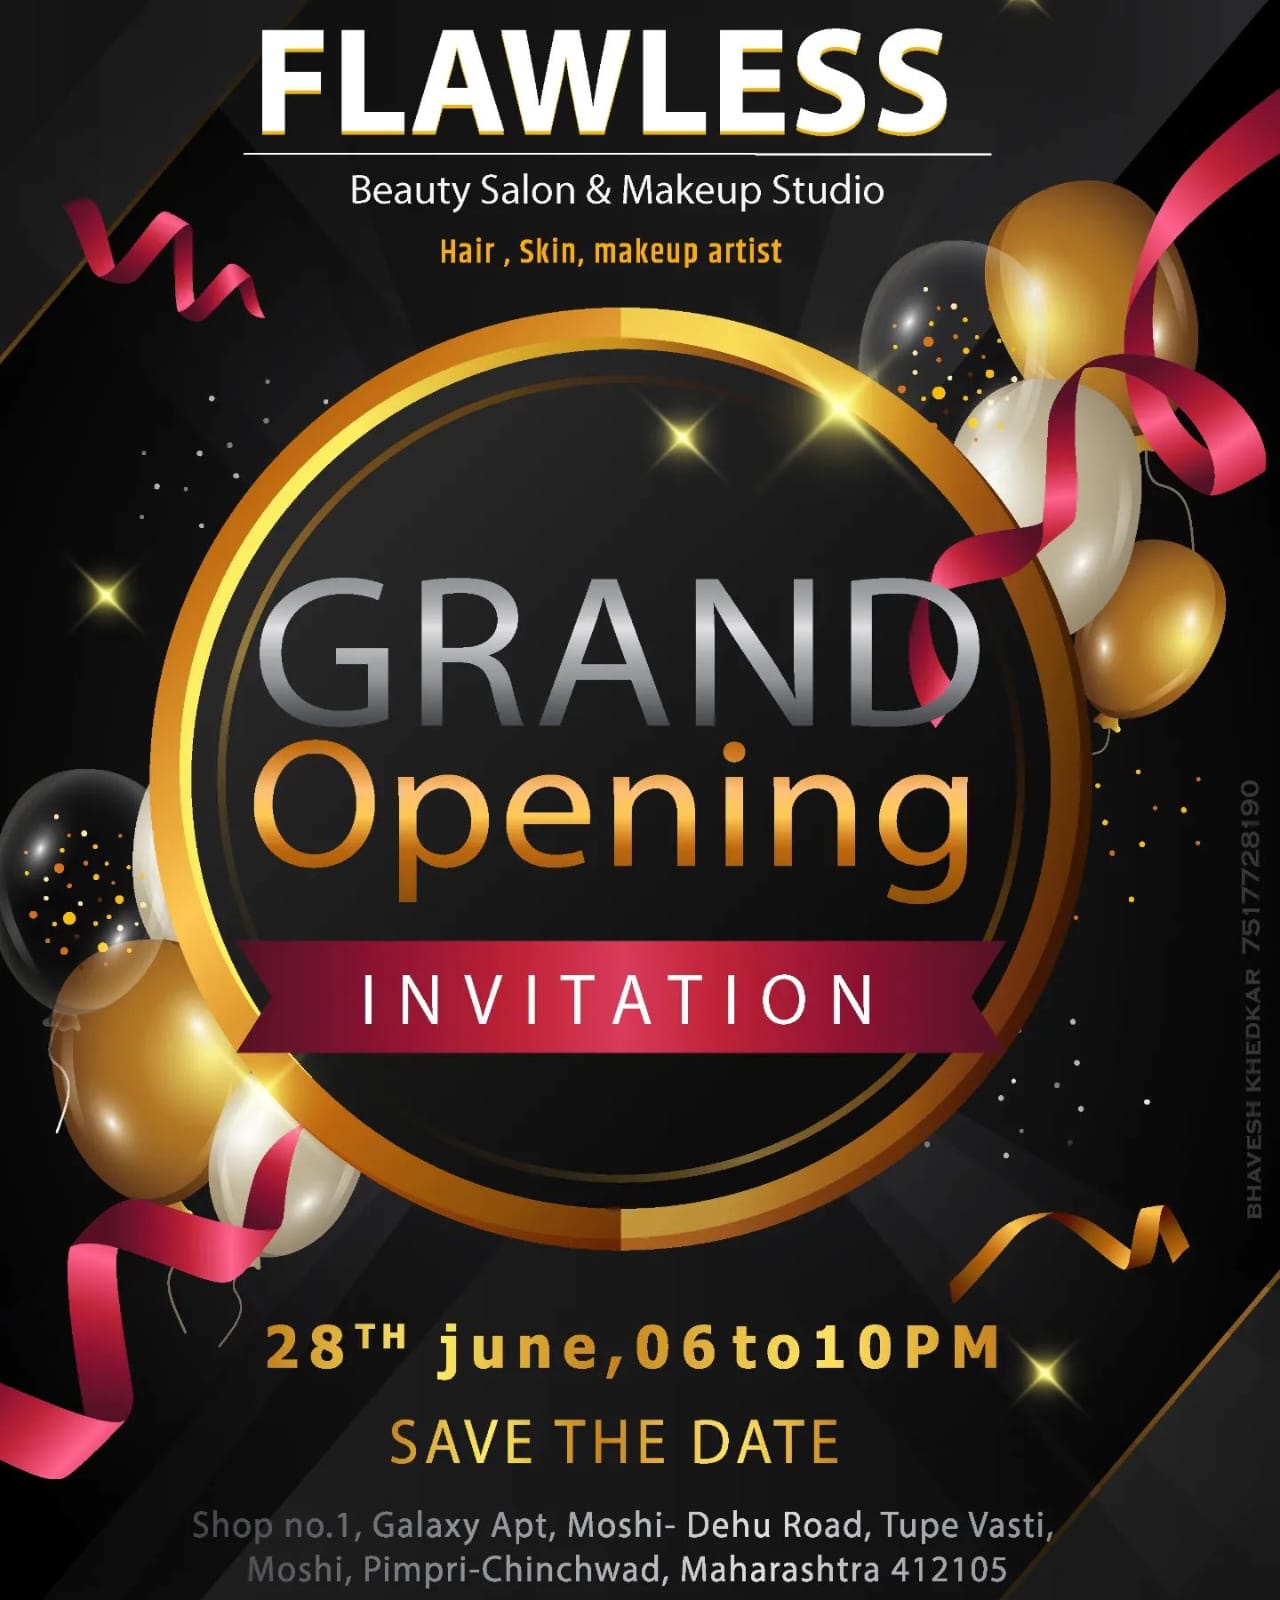 FLAWLESS
Beauty Salon & Makeup Studio
Hair , Skin, makeup artist
GRAND
Opening
INVITATION
28TH june,06to10PM
SAVE THE DATE
Shop no.1, Galaxy Apt, Moshi- Dehu Road, Tupe Vasti,
Moshi, Pimpri-Chinchwad, Maharashtra 412105
BHAVESH KHEDKAR 7517728190